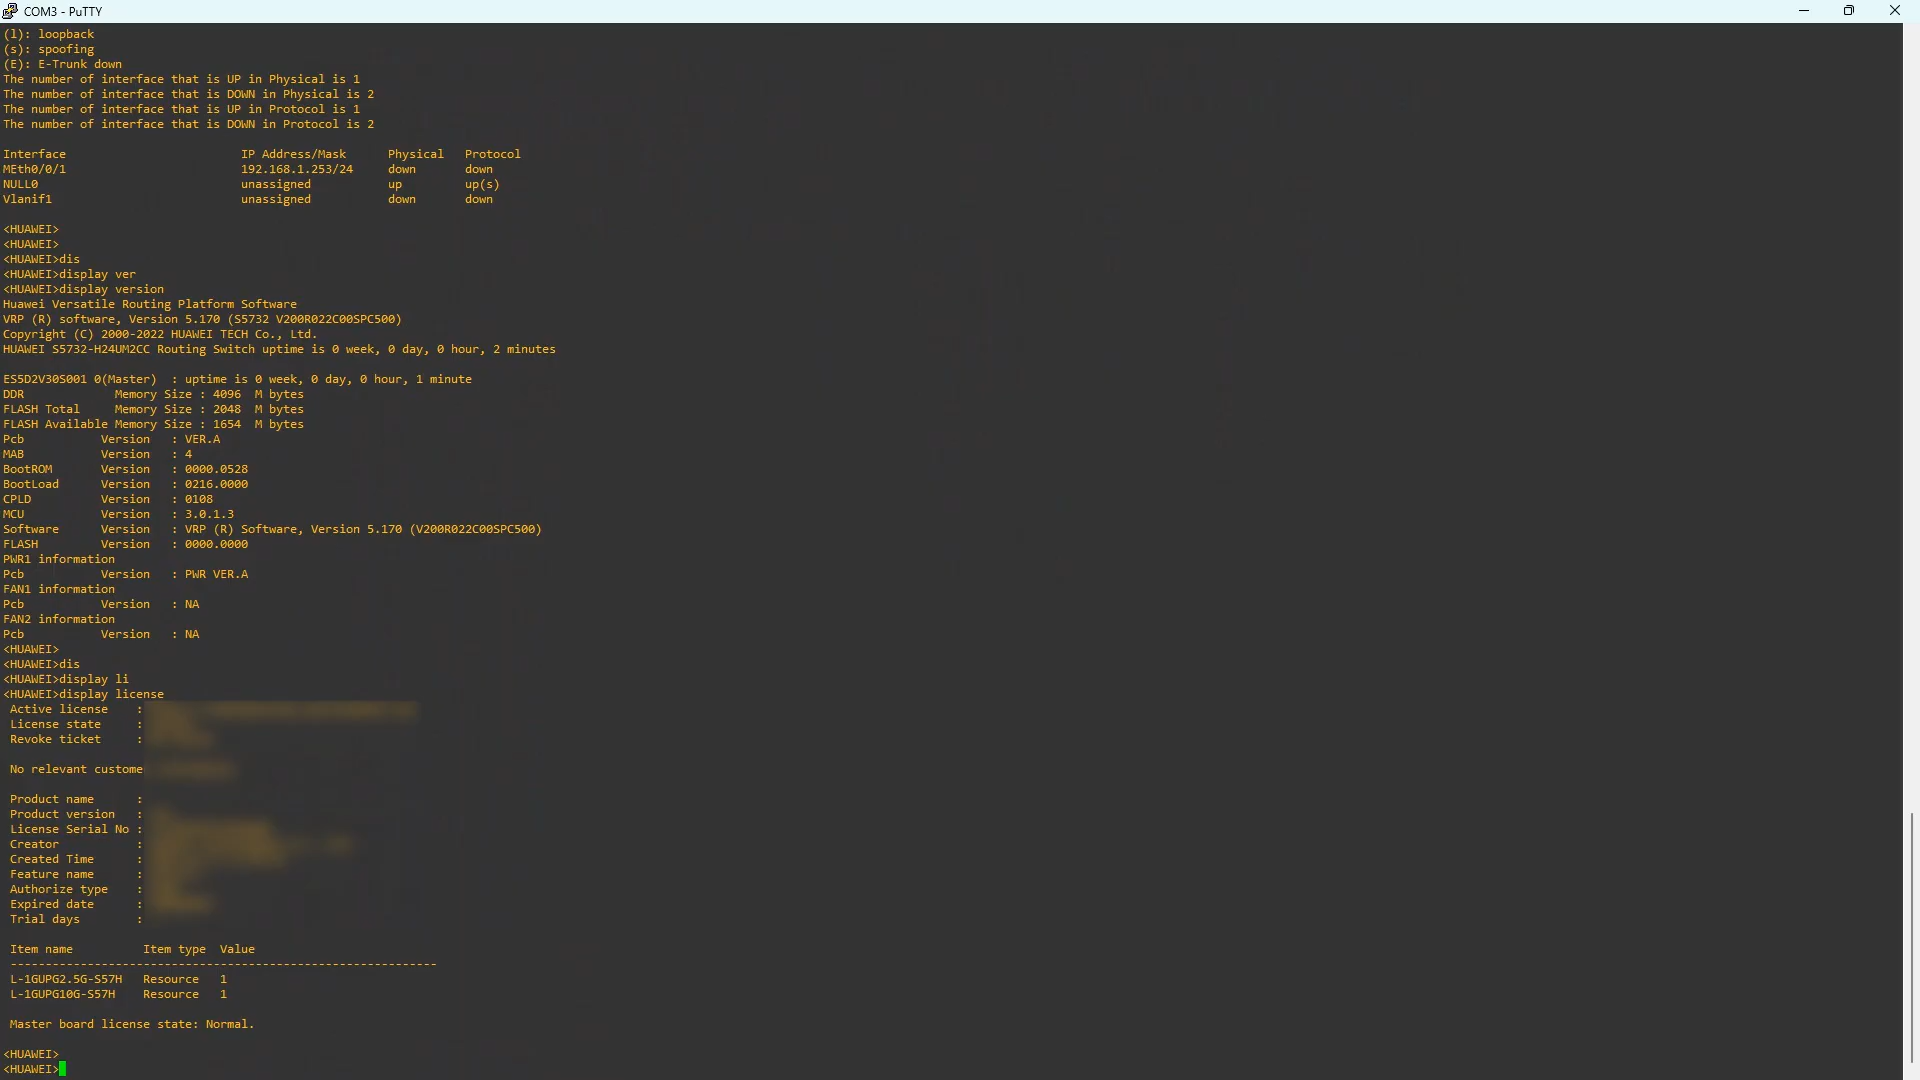 COM3 - PuTTY
(l): loopback
(s): spoofing
(E): E-Trunk down
The number of interface that is UP in Physical is 1
The number of interface that is DOWN in Physical is 2
The number of interface that is UP in Protocol is 1
The number of interface that is DOWN in Protocol is 2
Interface IP Address/Mask Physical Protocol
MEth0/0/1 192.168.1.253/24 down down
NULL0 unassigned up up(s)
Vlanif1 unassigned down down
<HUAWEI>
<HUAWEI>
<HUAWEI>dis
<HUAWEI>display ver
<HUAWEI>display version
Huawei Versatile Routing Platform Software
VRP (R) software, Version 5.170 (S5732 V200R022C00SPC500)
Copyright (C) 2000-2022 HUAWEI TECH Co., Ltd.
HUAWEI S5732-H24UM2CC Routing Switch uptime is 0 week, 0 day, 0 hour, 2 minutes
ES5D2V30S001 0(Master) : uptime is 0 week, 0 day, 0 hour, 1 minute
DDR Memory Size : 4096 M bytes
FLASH Total Memory Size : 2048 M bytes
FLASH Available Memory Size : 1654 M bytes
Pcb Version : VER.A
MAB Version : 4
BootROM Version : 0000.0528
BootLoad Version : 0216.0000
CPLD Version : 0108
MCU Version : 3.0.1.3
Software Version : VRP (R) Software, Version 5.170 (V200R022C00SPC500)
FLASH Version : 0000.0000
PWR1 information
Pcb Version : PWR VER.A
FAN1 information
Pcb Version : NA
FAN2 information
Pcb Version : NA
<HUAWEI>
<HUAWEI>dis
<HUAWEI>display li
<HUAWEI>display license
Active license :
License state :
Revoke ticket :
No relevant custome
Product name :
Product version :
License Serial No :
Creator :
Created Time :
Feature name :
Authorize type :
Expired date :
Trial days :
Item name Item type Value
--------------------------------------------------------------
L-1GUPG2.5G-S57H Resource 1
L-1GUPG10G-S57H Resource 1
Master board license state: Normal.
<HUAWEI>
<HUAWEI>